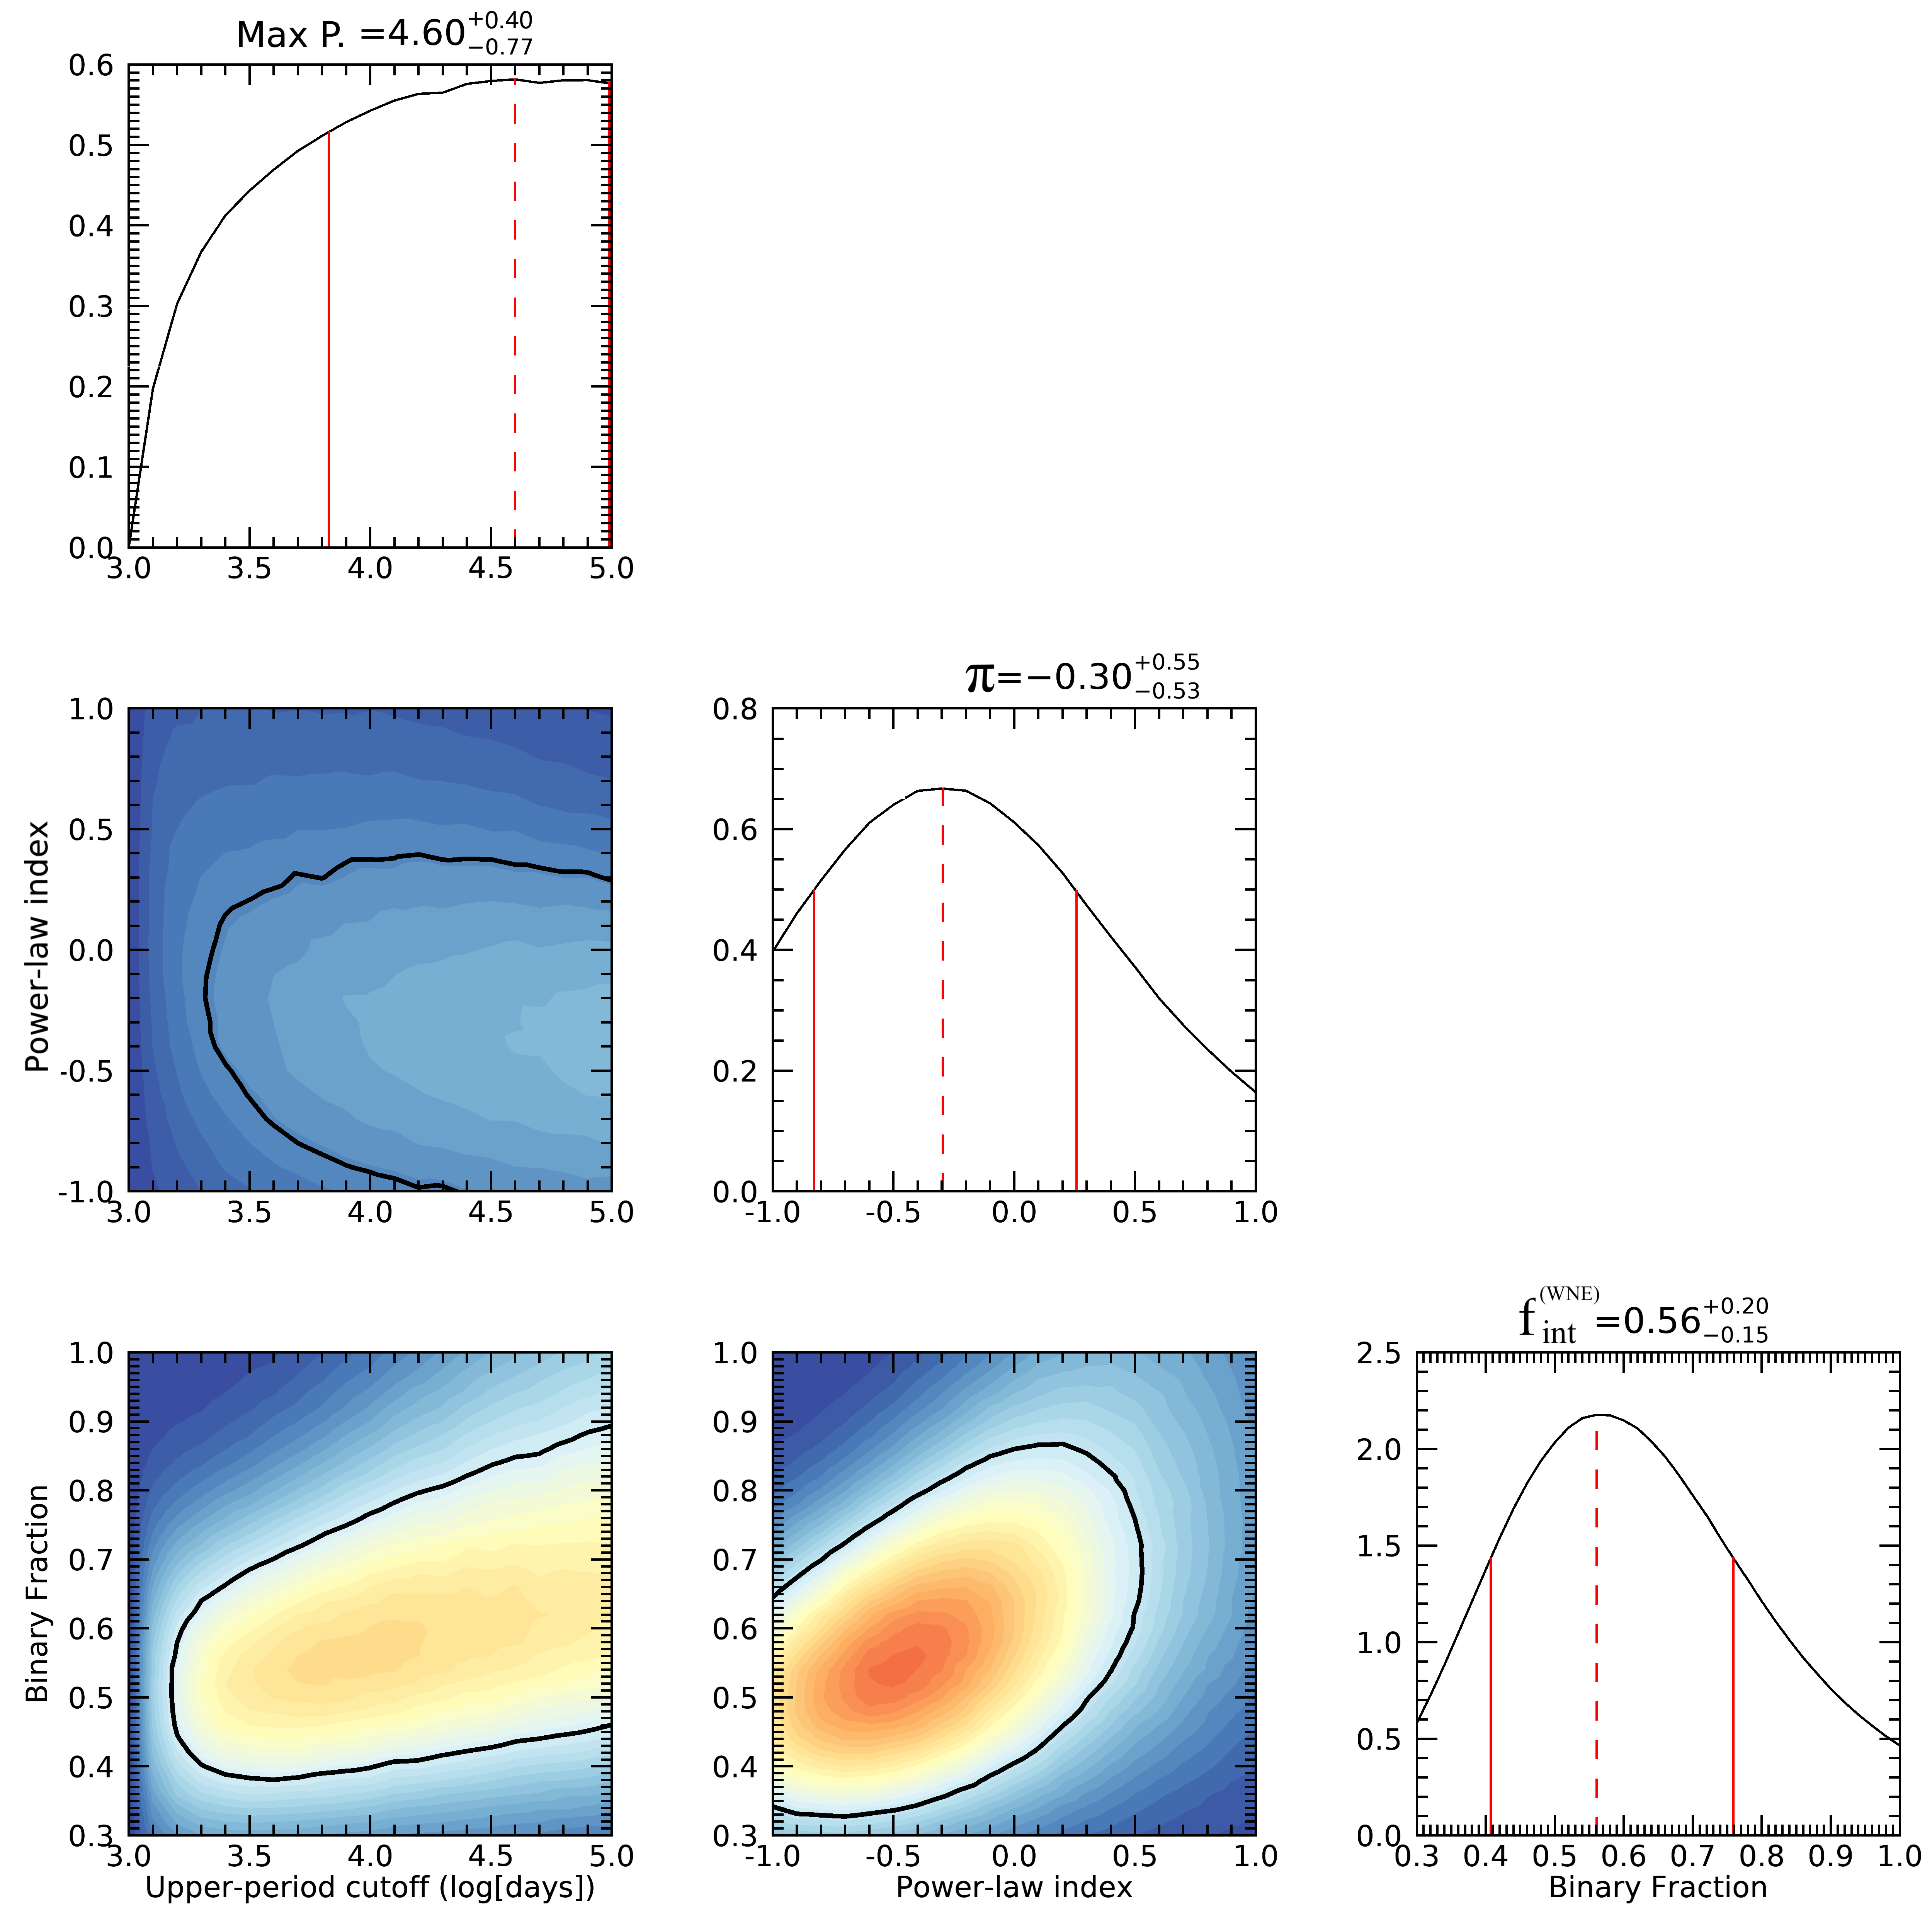 Max P. =4.60+0.40−0.77
0.6
0.5
0.4
0.3
0.2
0.1
0.0
3.0 3.5 4.0 4.5 5.0
π=−0.30+0.55−0.53
Power-law index
1.0
0.5
0.0
-0.5
-1.0
3.0 3.5 4.0 4.5 5.0
0.8
0.6
0.4
0.2
0.0
-1.0 -0.5 0.0 0.5 1.0
f(WNE)int=0.56+0.20−0.15
Binary Fraction
1.0
0.9
0.8
0.7
0.6
0.5
0.4
0.3
3.0 3.5 4.0 4.5 5.0
Upper-period cutoff (log[days])
1.0
0.9
0.8
0.7
0.6
0.5
0.4
0.3
-1.0 -0.5 0.0 0.5 1.0
Power-law index
2.5
2.0
1.5
1.0
0.5
0.0
0.3 0.4 0.5 0.6 0.7 0.8 0.9 1.0
Binary Fraction